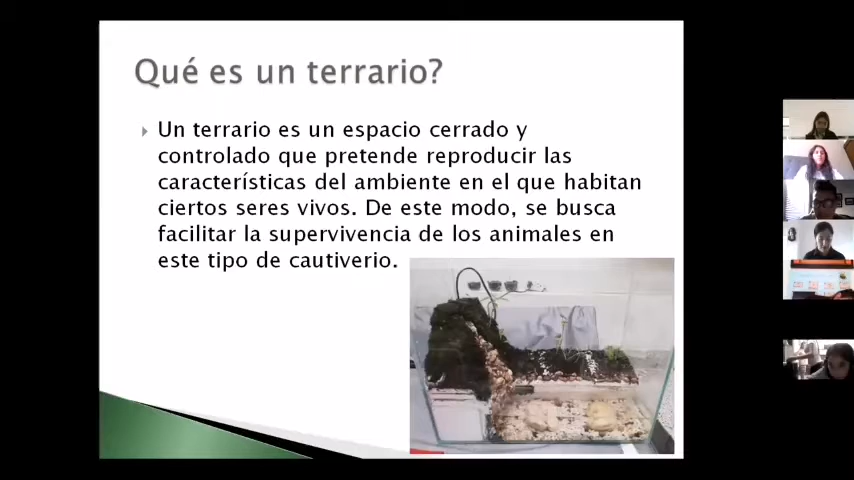 Qué es un terrario?
Un terrario es un espacio cerrado y
controlado que pretende reproducir las
características del ambiente en el que habitan
ciertos seres vivos. De este modo, se busca
facilitar la supervivencia de los animales en
este tipo de cautiverio.